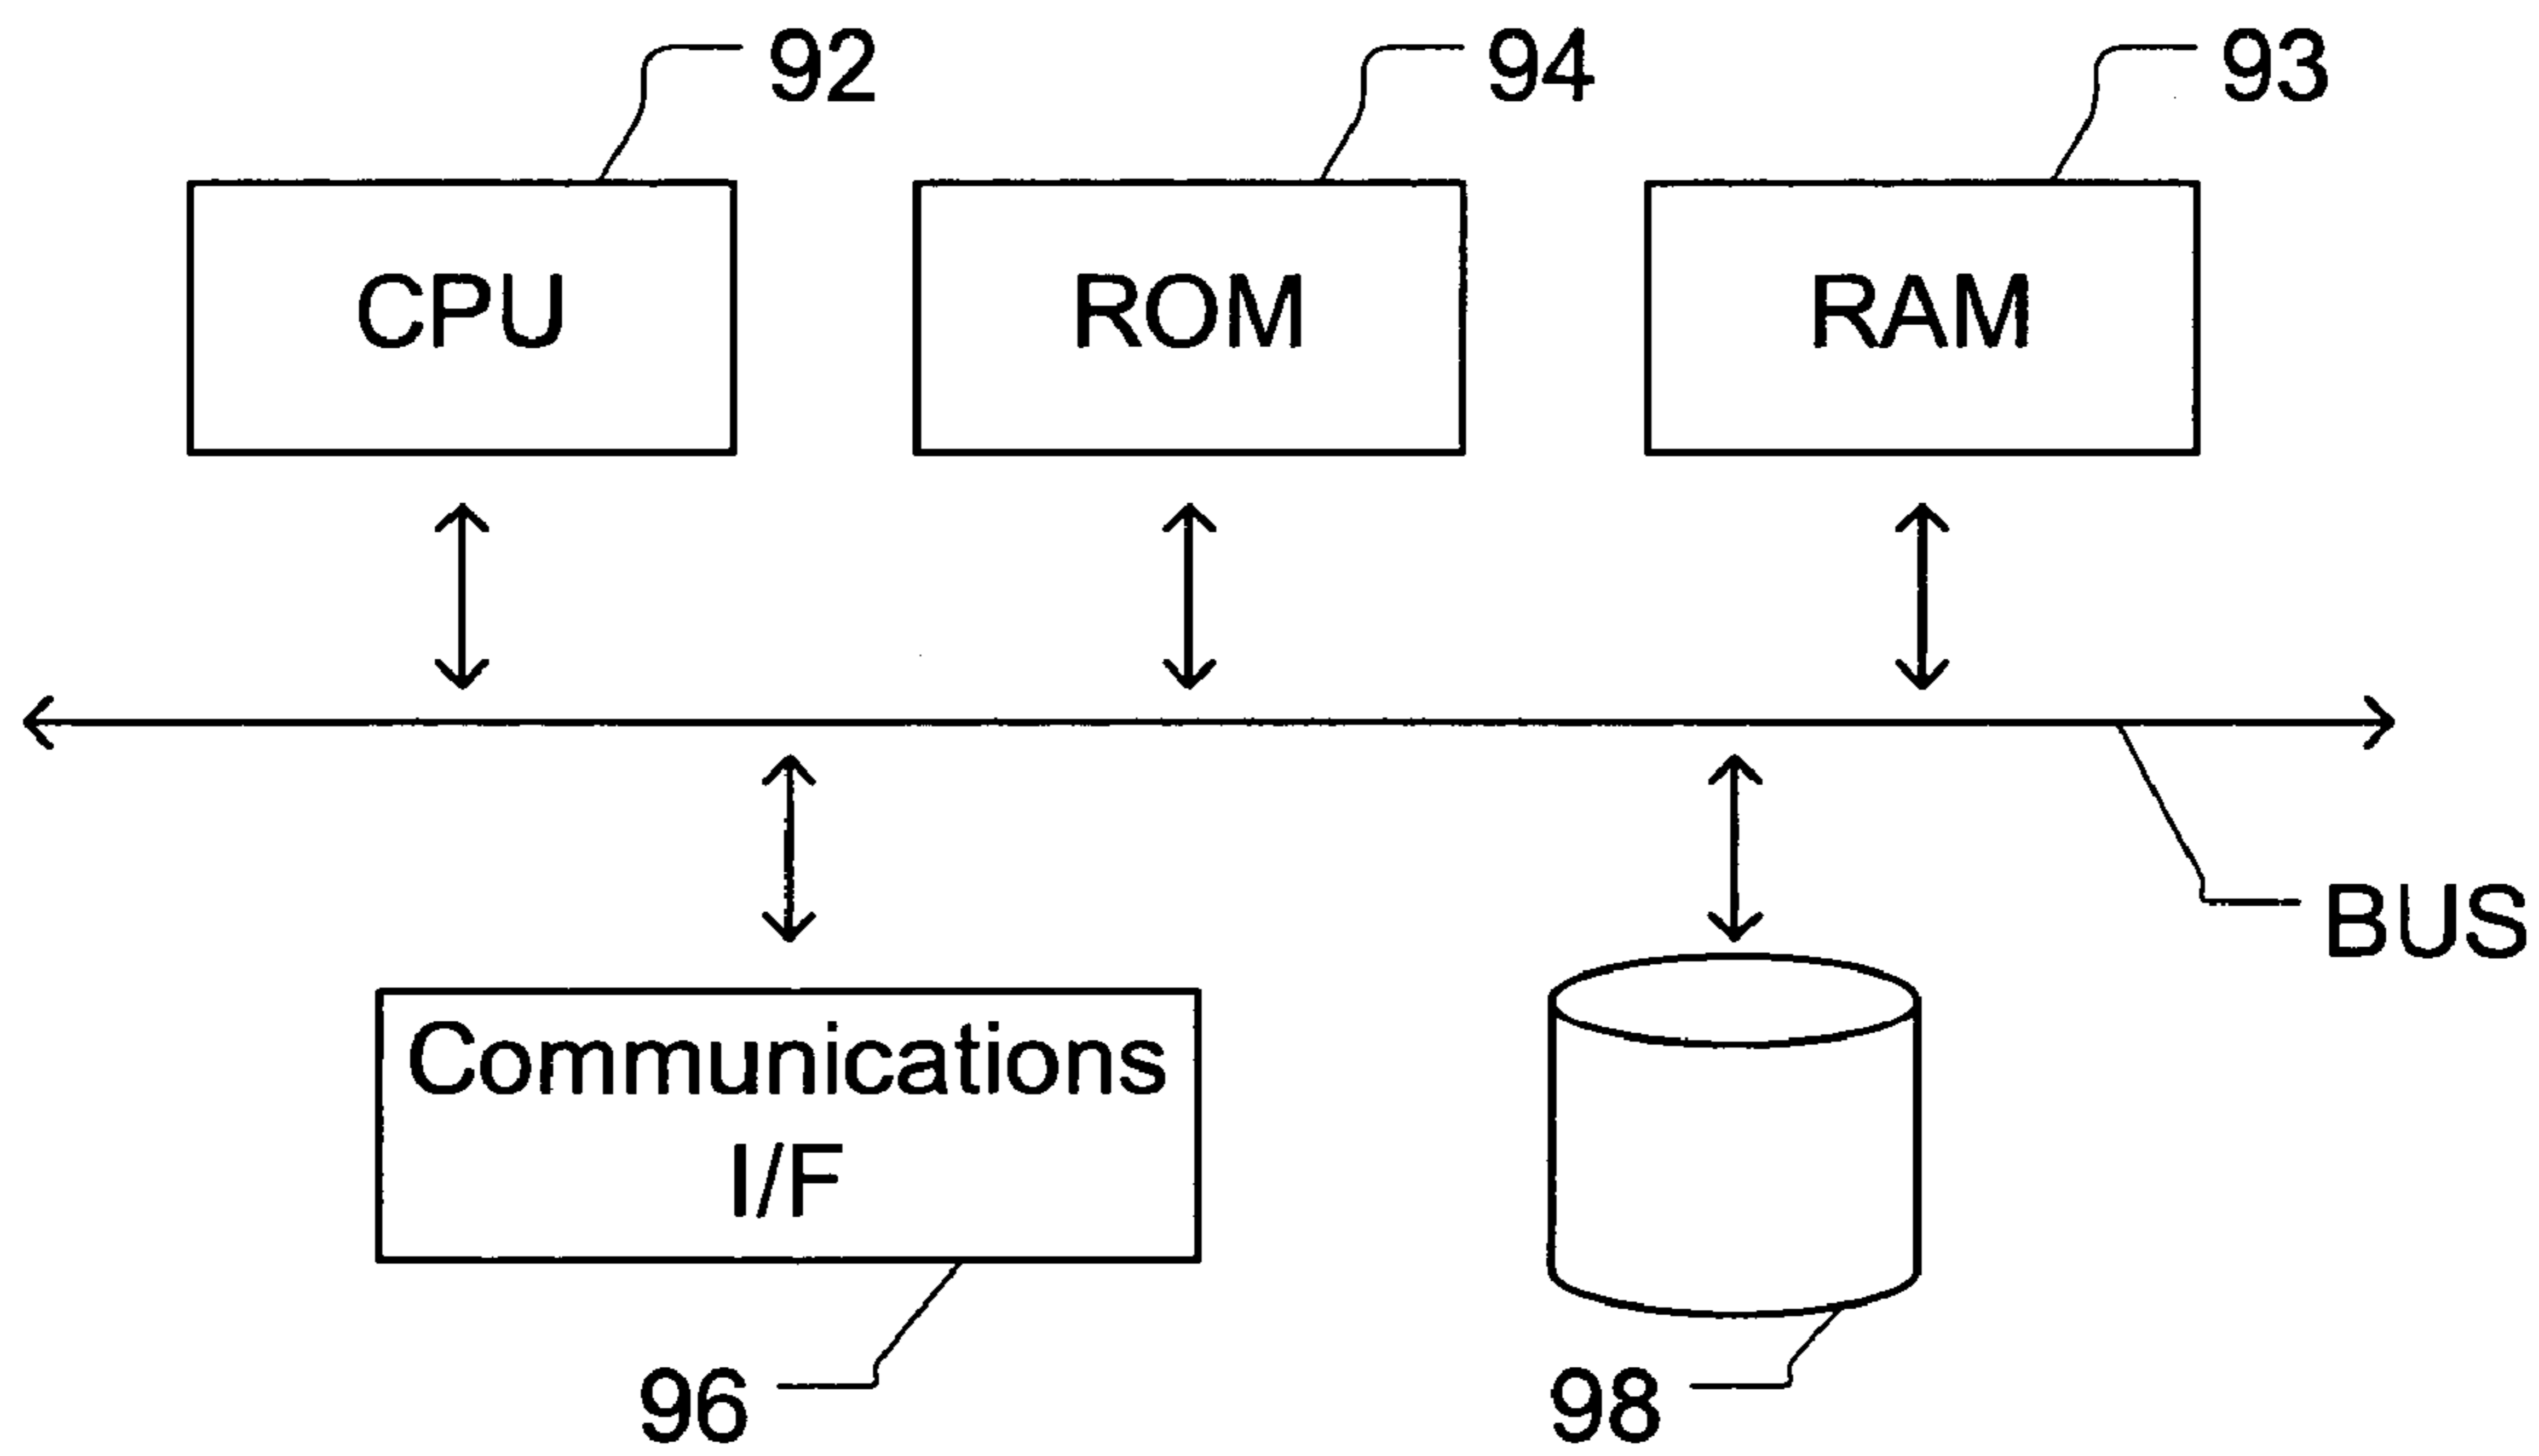 92
94
93
CPU
ROM
RAM
BUS
Communications
I/F
96
98